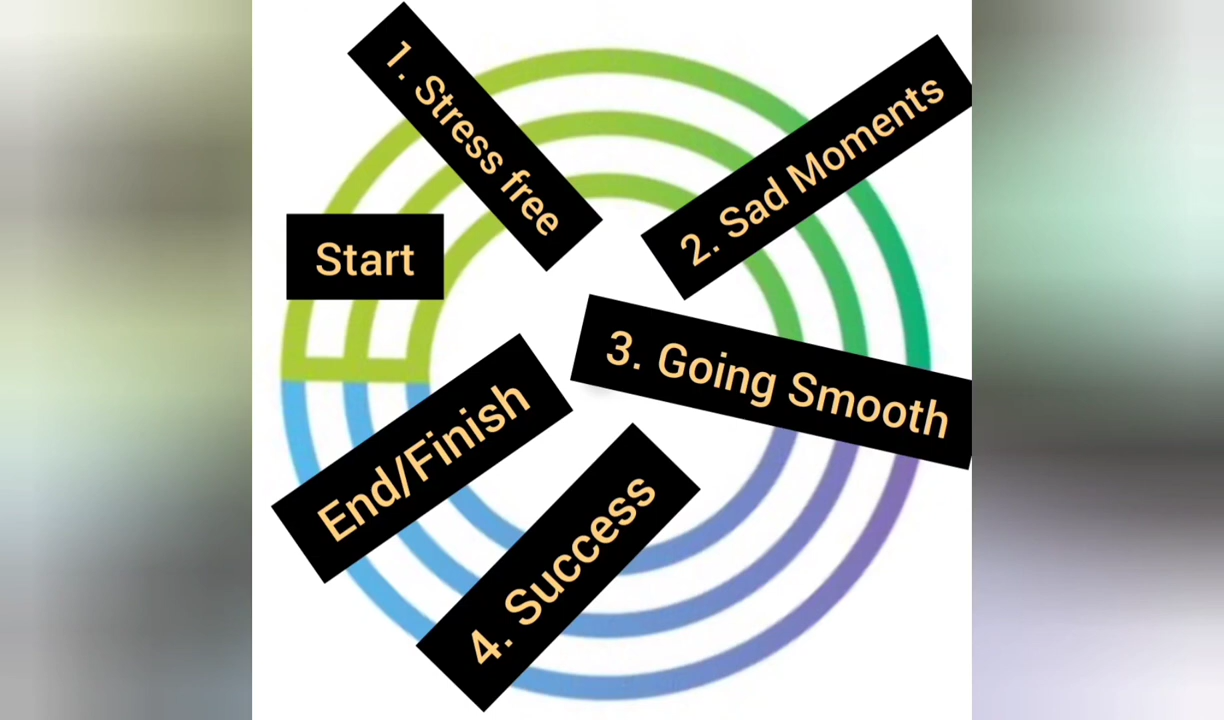 Start
1. Stress free
2. Sad Moments
3. Going Smooth
4. Success
End/Finish